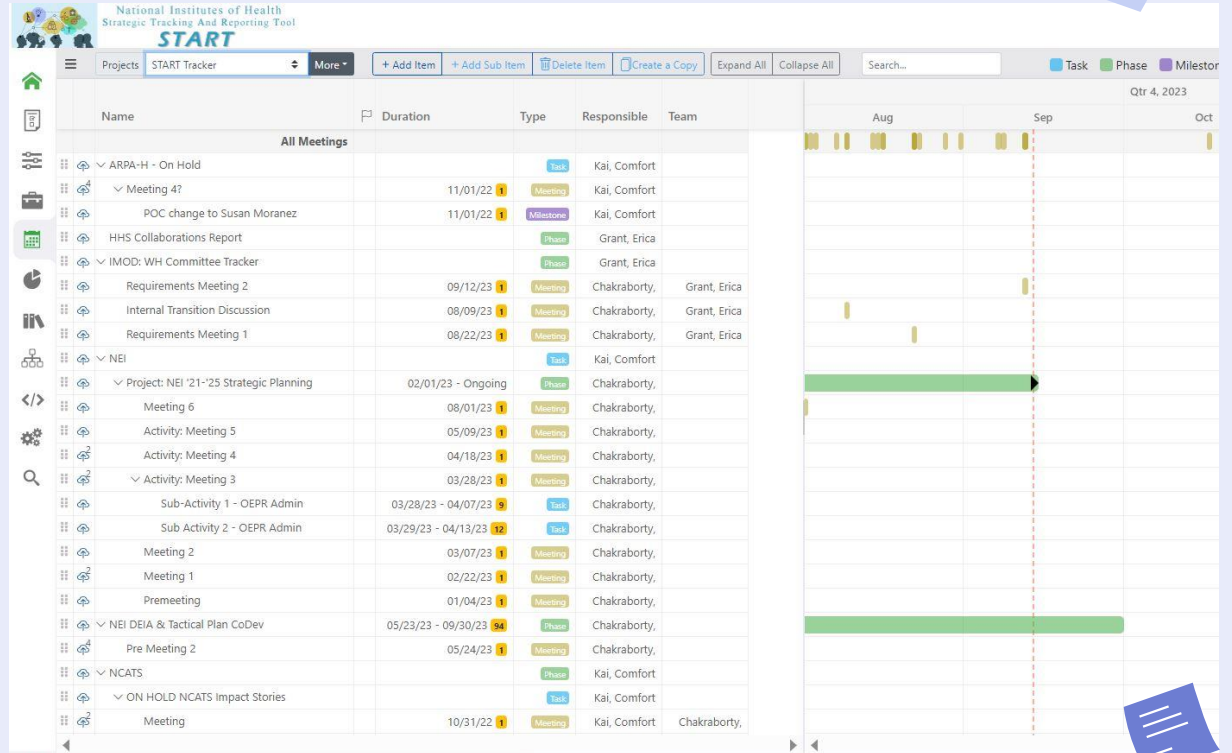 National Institutes of Health
Strategic Tracking And Reporting Tool
START
Projects START Tracker More + Add Item + Add Sub Item Delete Item Create a Copy Expand All Collapse All Search... Task Phase Mileston
Qtr 4, 2023
Name Duration Type Responsible Team Aug Sep Oct
All Meetings
ARPA-H - On Hold Task Kai, Comfort
4 Meeting 4? 11/01/22 1 Meeting Kai, Comfort
POC change to Susan Moranez 11/01/22 1 Milestone Kai, Comfort
HHS Collaborations Report Phase Grant, Erica
IMOD: WH Committee Tracker Phase Grant, Erica
Requirements Meeting 2 09/12/23 1 Meeting Chakraborty, Grant, Erica
Internal Transition Discussion 08/09/23 1 Meeting Chakraborty, Grant, Erica
Requirements Meeting 1 08/22/23 1 Meeting Chakraborty, Grant, Erica
NEI Task Kai, Comfort
Project: NEI '21-'25 Strategic Planning 02/01/23 - Ongoing Phase Chakraborty,
Meeting 6 08/01/23 1 Meeting Chakraborty,
Activity: Meeting 5 05/09/23 1 Meeting Chakraborty,
2 Activity: Meeting 4 04/18/23 1 Meeting Chakraborty,
2 Activity: Meeting 3 03/28/23 1 Meeting Chakraborty,
Sub-Activity 1 - OEPR Admin 03/28/23 - 04/07/23 9 Task Chakraborty,
Sub Activity 2 - OEPR Admin 03/29/23 - 04/13/23 12 Task Chakraborty,
Meeting 2 03/07/23 1 Meeting Chakraborty,
2 Meeting 1 02/22/23 1 Meeting Chakraborty,
Premeeting 01/04/23 1 Meeting Chakraborty,
NEI DEIA & Tactical Plan CoDev 05/23/23 - 09/30/23 94 Phase Chakraborty,
4 Pre Meeting 2 05/24/23 1 Meeting Chakraborty,
NCATS Phase Kai, Comfort
ON HOLD NCATS Impact Stories Task Kai, Comfort
2 Meeting 10/31/22 1 Meeting Kai, Comfort Chakraborty,